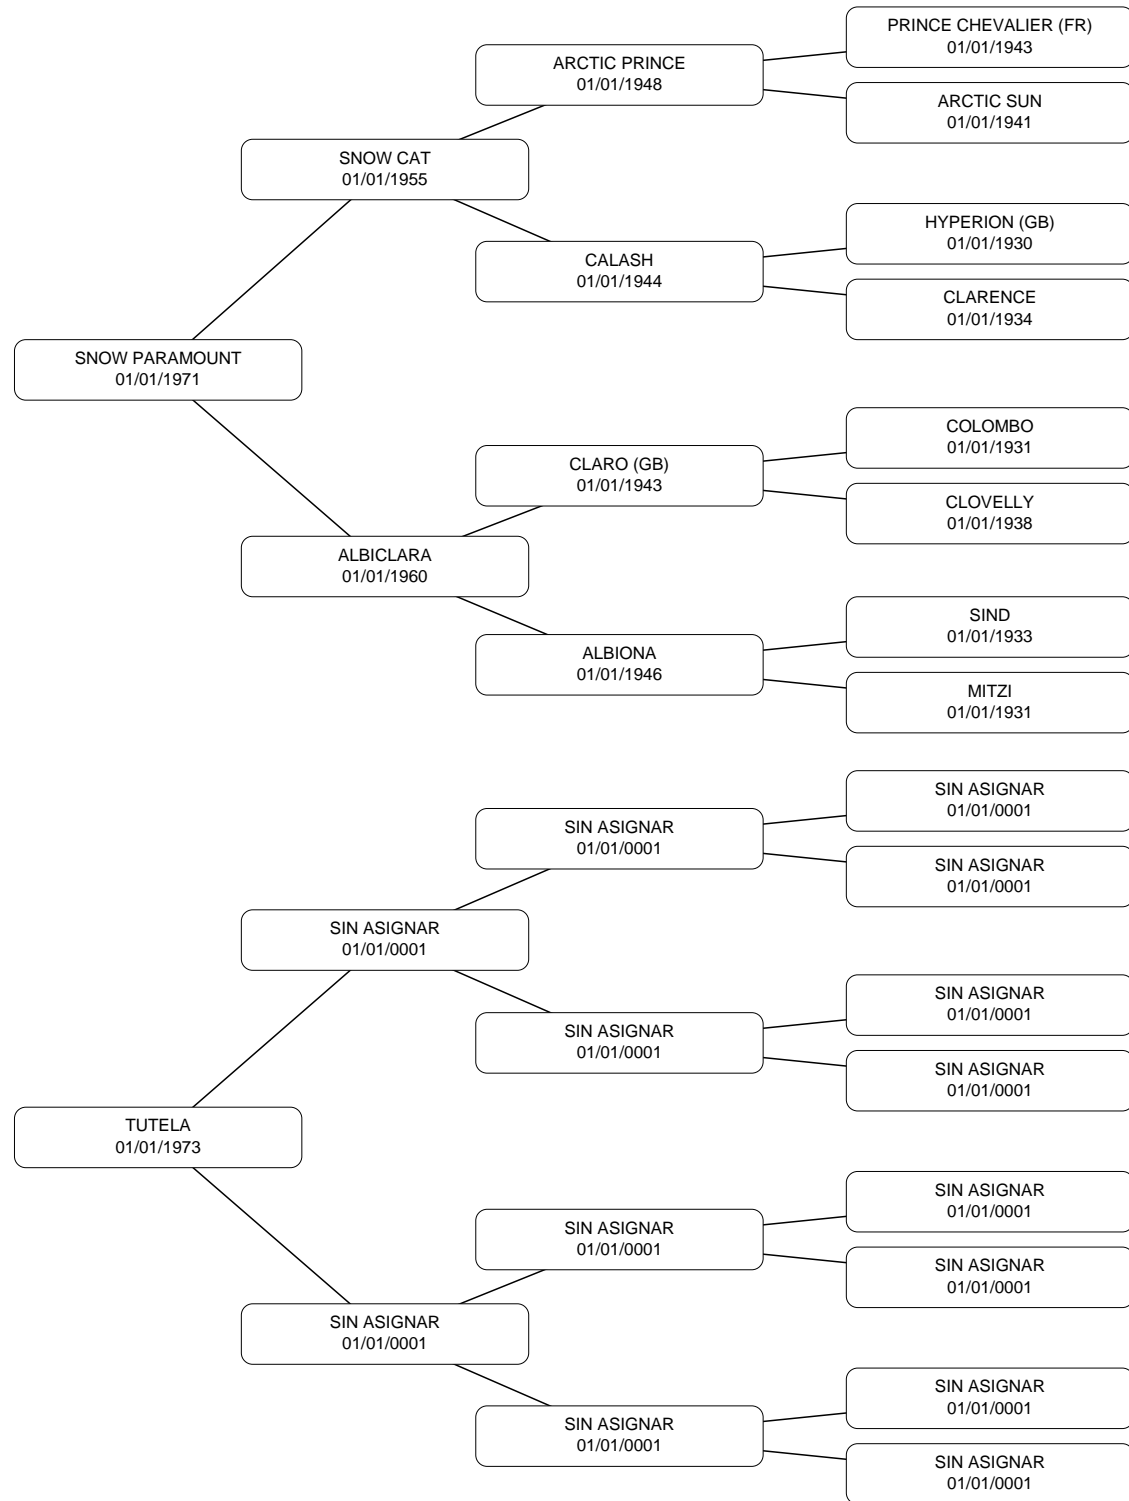 PRINCE CHEVALIER (FR)
01/01/1943
ARCTIC PRINCE
01/01/1948
ARCTIC SUN
01/01/1941
SNOW CAT
01/01/1955
HYPERION (GB)
01/01/1930
CALASH
01/01/1944
CLARENCE
01/01/1934
SNOW PARAMOUNT
01/01/1971
COLOMBO
01/01/1931
CLARO (GB)
01/01/1943
CLOVELLY
01/01/1938
ALBICLARA
01/01/1960
SIND
01/01/1933
ALBIONA
01/01/1946
MITZI
01/01/1931
SIN ASIGNAR
01/01/0001
SIN ASIGNAR
01/01/0001
SIN ASIGNAR
01/01/0001
SIN ASIGNAR
01/01/0001
SIN ASIGNAR
01/01/0001
SIN ASIGNAR
01/01/0001
SIN ASIGNAR
01/01/0001
TUTELA
01/01/1973
SIN ASIGNAR
01/01/0001
SIN ASIGNAR
01/01/0001
SIN ASIGNAR
01/01/0001
SIN ASIGNAR
01/01/0001
SIN ASIGNAR
01/01/0001
SIN ASIGNAR
01/01/0001
SIN ASIGNAR
01/01/0001